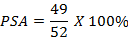 PSA = 49/52 X 100%